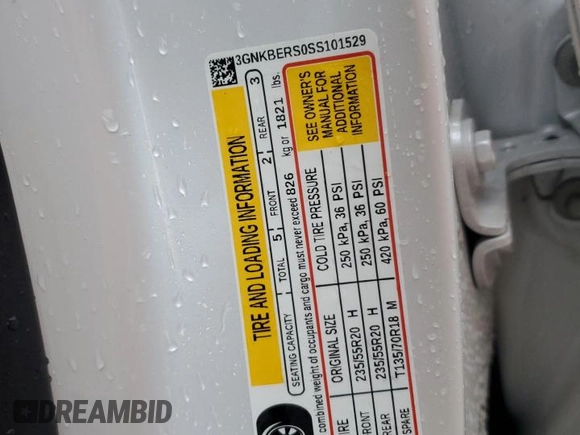 3GNKBERS0SS101529
TIRE AND LOADING INFORMATION
SEATING CAPACITY TOTAL 5 FRONT 2 REAR 3
combined weight of occupants and cargo must never exceed 826 kg or 1821 lbs.
TIRE ORIGINAL SIZE COLD TIRE PRESSURE
FRONT 235/55R20 H 250 kPa, 36 PSI
REAR 235/55R20 H 250 kPa, 36 PSI
SPARE T135/70R18 M 420 kPa, 60 PSI
SEE OWNER'S
MANUAL FOR
ADDITIONAL
INFORMATION
DREAMBID